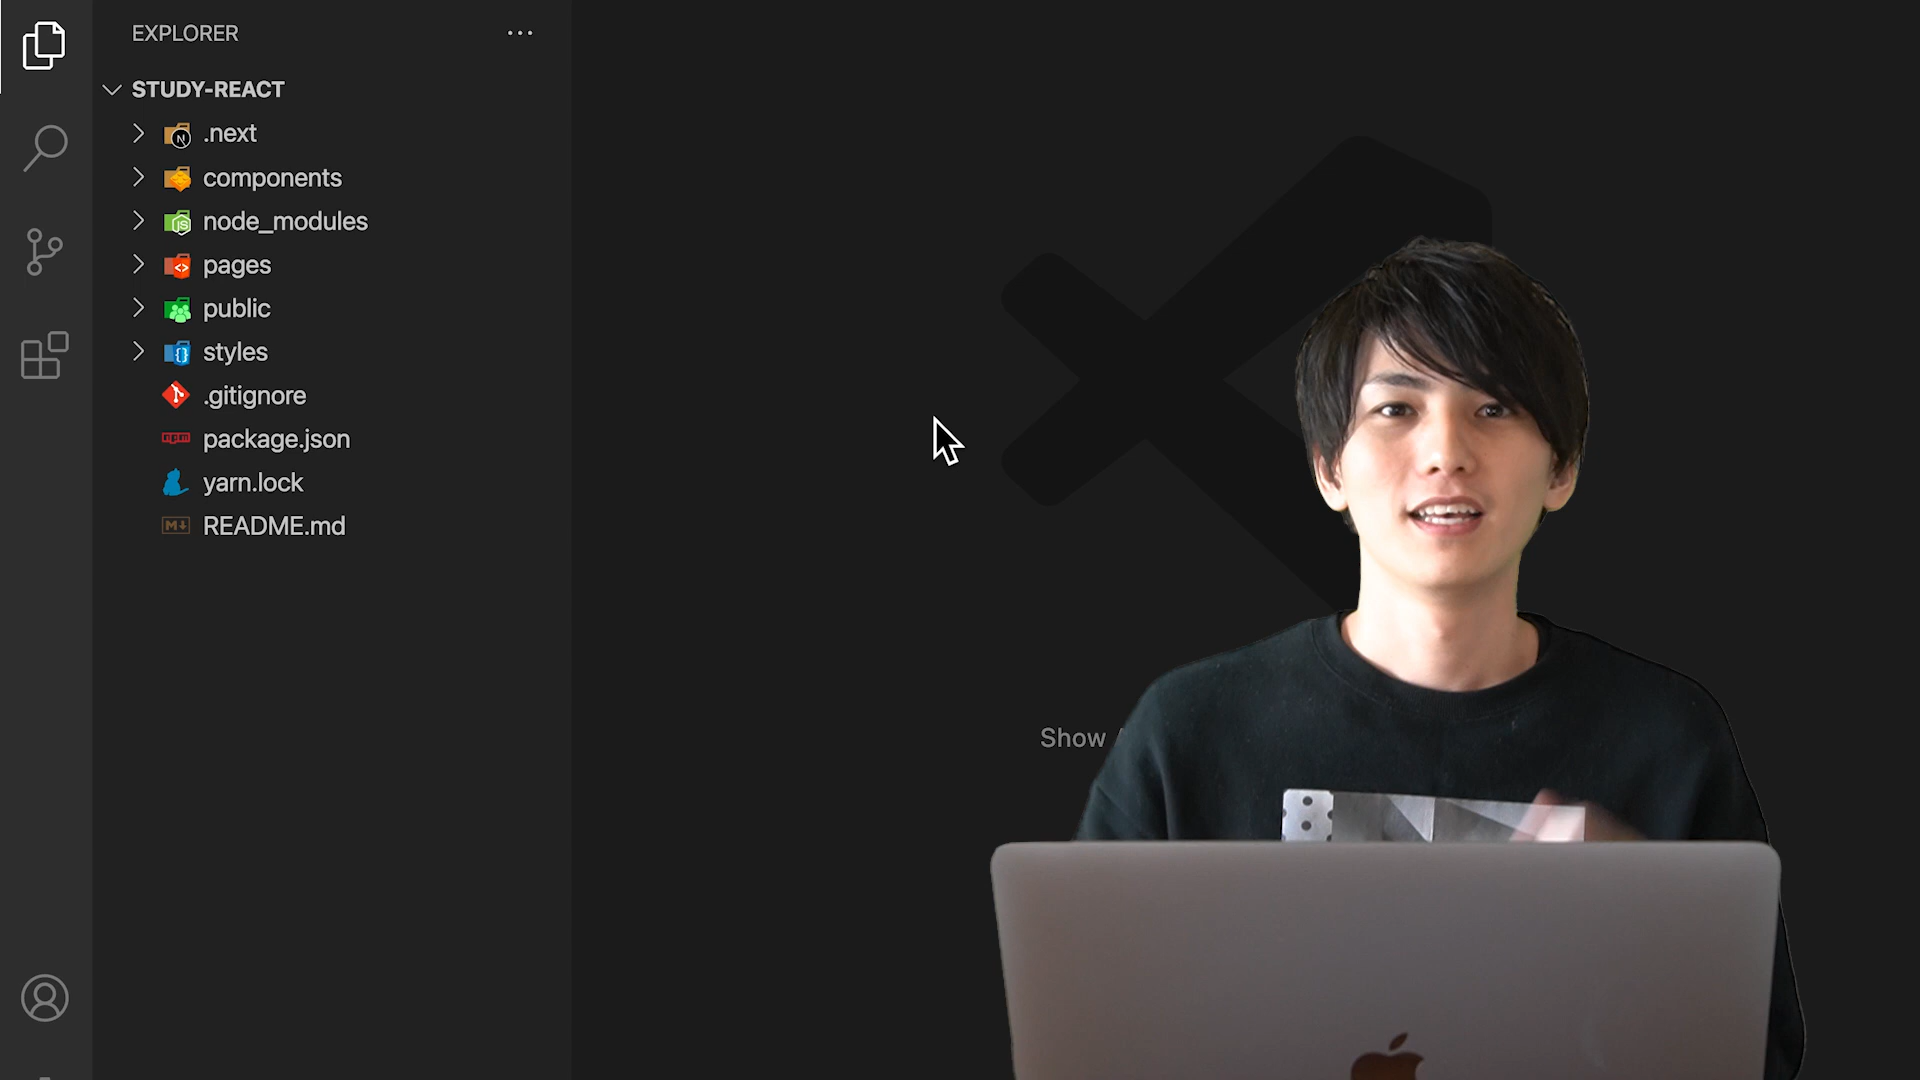 EXPLORER
STUDY-REACT
.next
components
node_modules
pages
public
styles
.gitignore
package.json
yarn.lock
README.md
Show